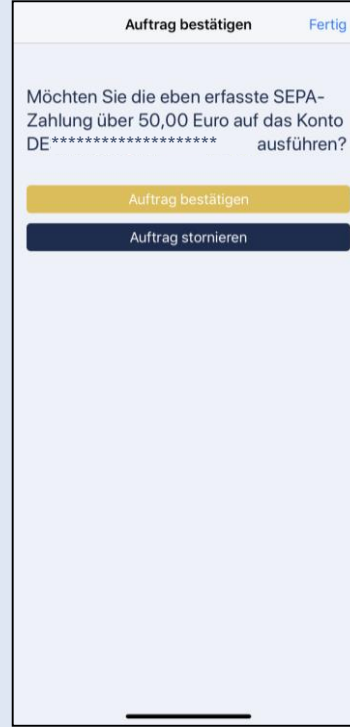 Auftrag bestätigen Fertig
Möchten Sie die eben erfasste SEPA-
Zahlung über 50,00 Euro auf das Konto
DE******************** ausführen?
Auftrag bestätigen
Auftrag stornieren